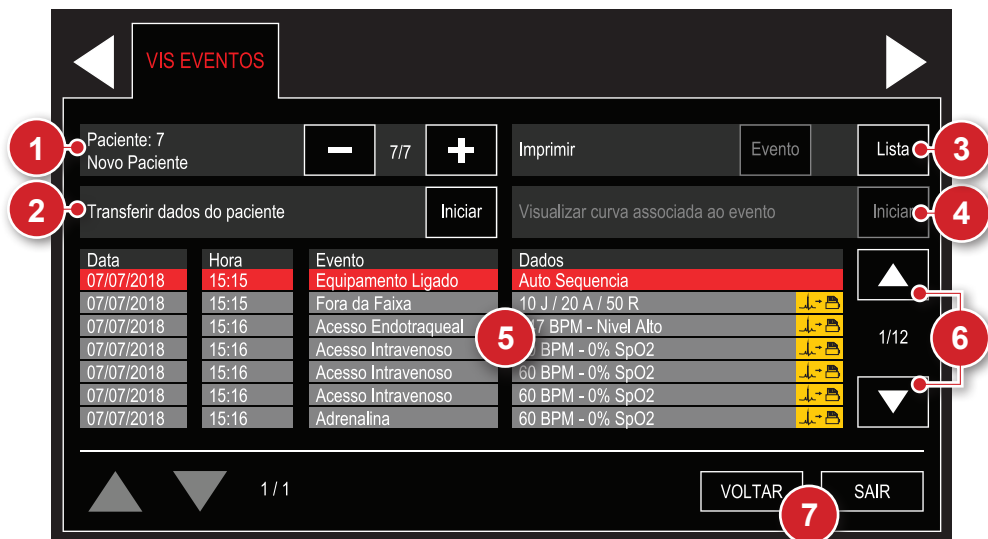 VIS EVENTOS
1
Paciente: 7
Novo Paciente
7/7
Imprimir
Evento
Lista
3
2
Transferir dados do paciente
Iniciar
Visualizar curva associada ao evento
Iniciar
4
Data Hora Evento Dados
07/07/2018 15:15 Equipamento Ligado Auto Sequencia
07/07/2018 15:15 Fora da Faixa 10 J / 20 A / 50 R
07/07/2018 15:16 Acesso Endotraqueal BPM - Nivel Alto
07/07/2018 15:16 Acesso Intravenoso BPM - 0% SpO2
07/07/2018 15:16 Acesso Intravenoso 60 BPM - 0% SpO2
07/07/2018 15:16 Acesso Intravenoso 60 BPM - 0% SpO2
07/07/2018 15:16 Adrenalina 60 BPM - 0% SpO2
5
1/12
6
1 / 1
VOLTAR
SAIR
7